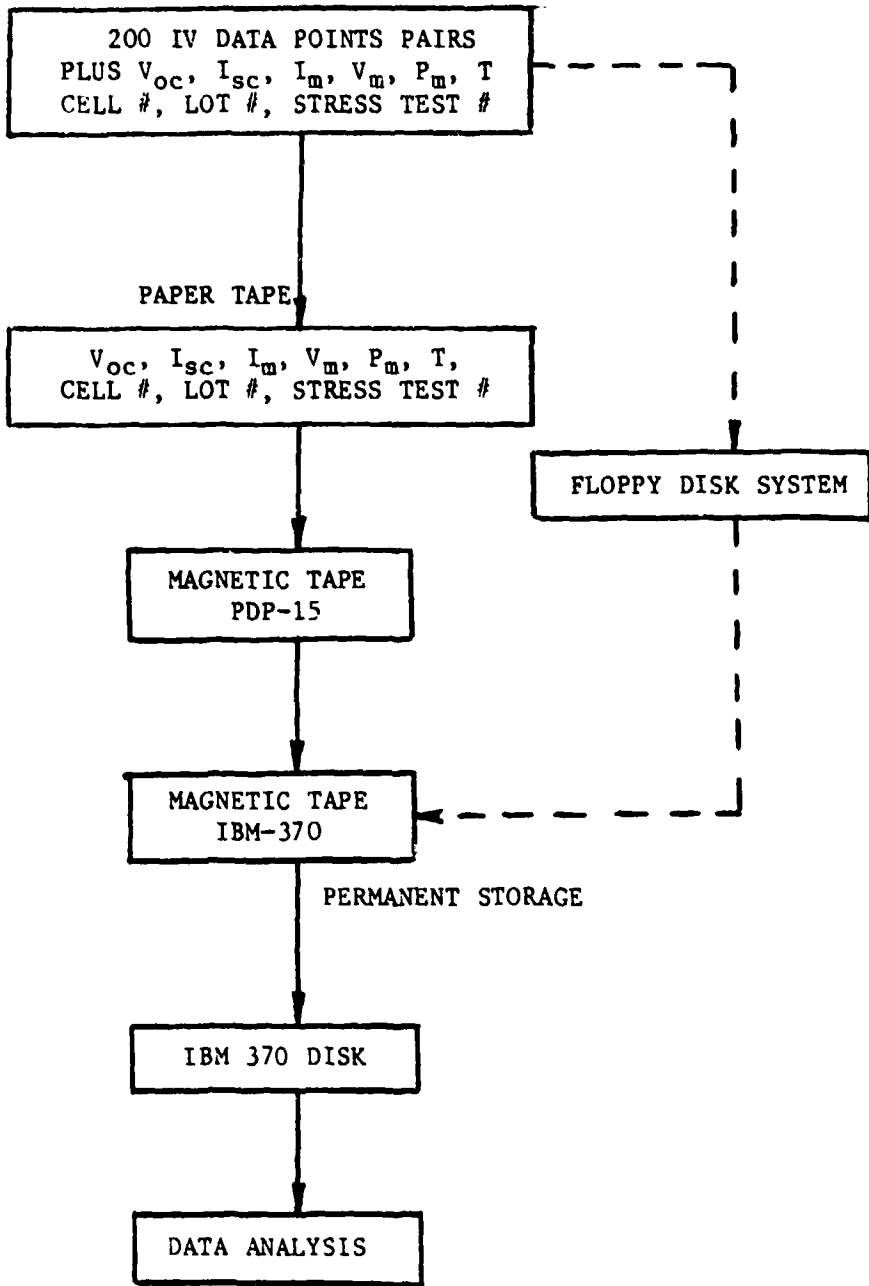 200 IV DATA POINTS PAIRS
PLUS Voc, Isc, Im, Vm, Pm, T
CELL #, LOT #, STRESS TEST #
PAPER TAPE
Voc, Isc, Im, Vm, Pm, T,
CELL #, LOT #, STRESS TEST #
FLOPPY DISK SYSTEM
MAGNETIC TAPE
PDP-15
MAGNETIC TAPE
IBM-370
PERMANENT STORAGE
IBM 370 DISK
DATA ANALYSIS